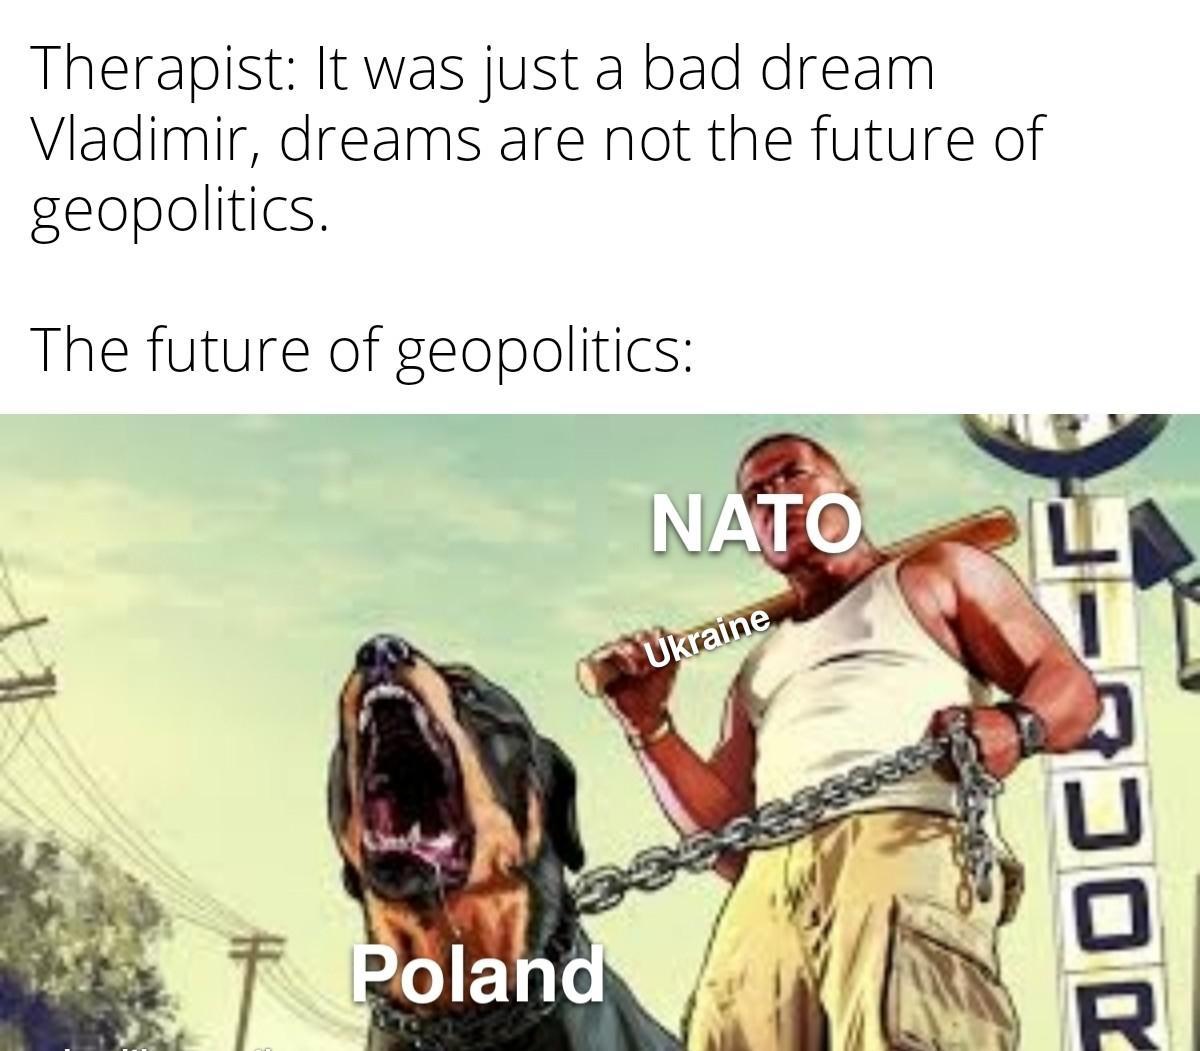 Therapist: It was just a bad dream
Vladimir, dreams are not the future of
geopolitics.
The future of geopolitics:
NATO
Ukraine
Poland
LIQUOR